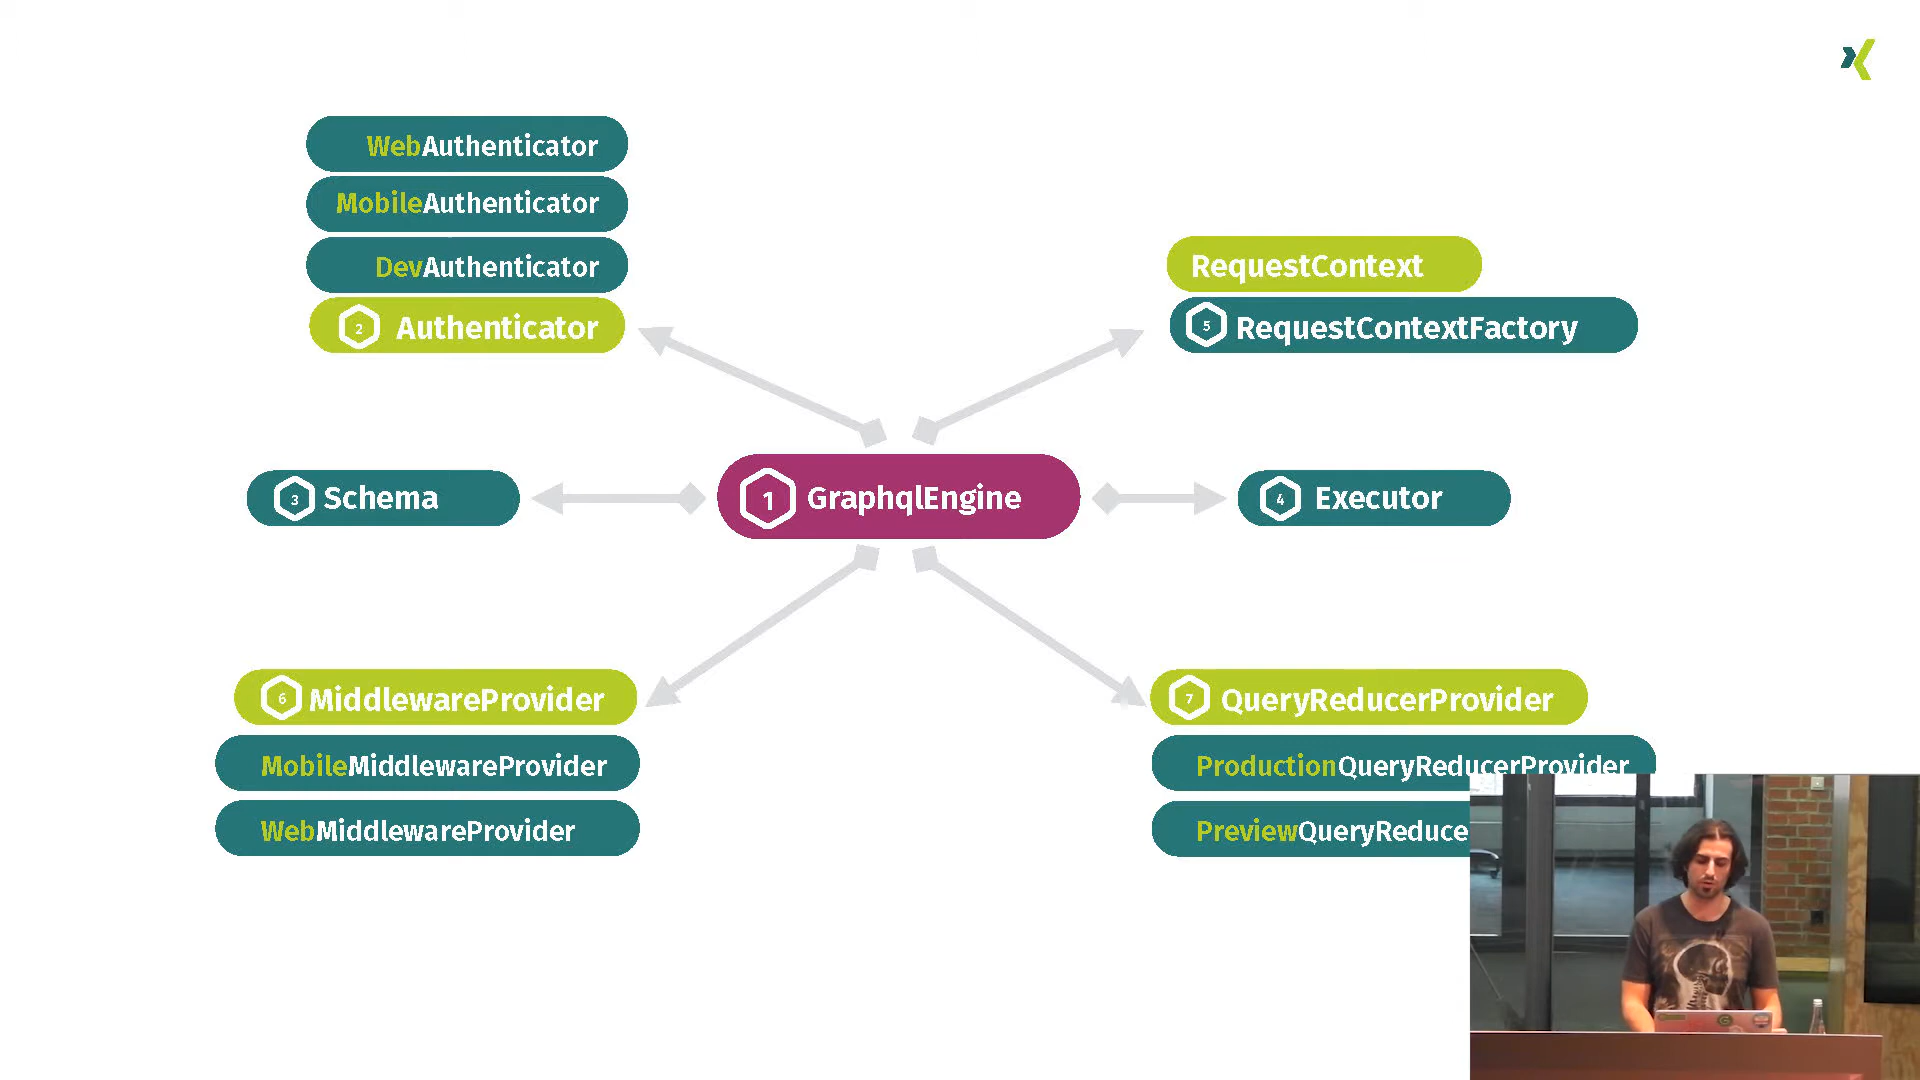 WebAuthenticator
MobileAuthenticator
DevAuthenticator
2 Authenticator
RequestContext
5 RequestContextFactory
3 Schema
1 GraphqlEngine
4 Executor
6 MiddlewareProvider
MobileMiddlewareProvider
WebMiddlewareProvider
7 QueryReducerProvider
ProductionQueryReducerProvider
PreviewQueryReduce